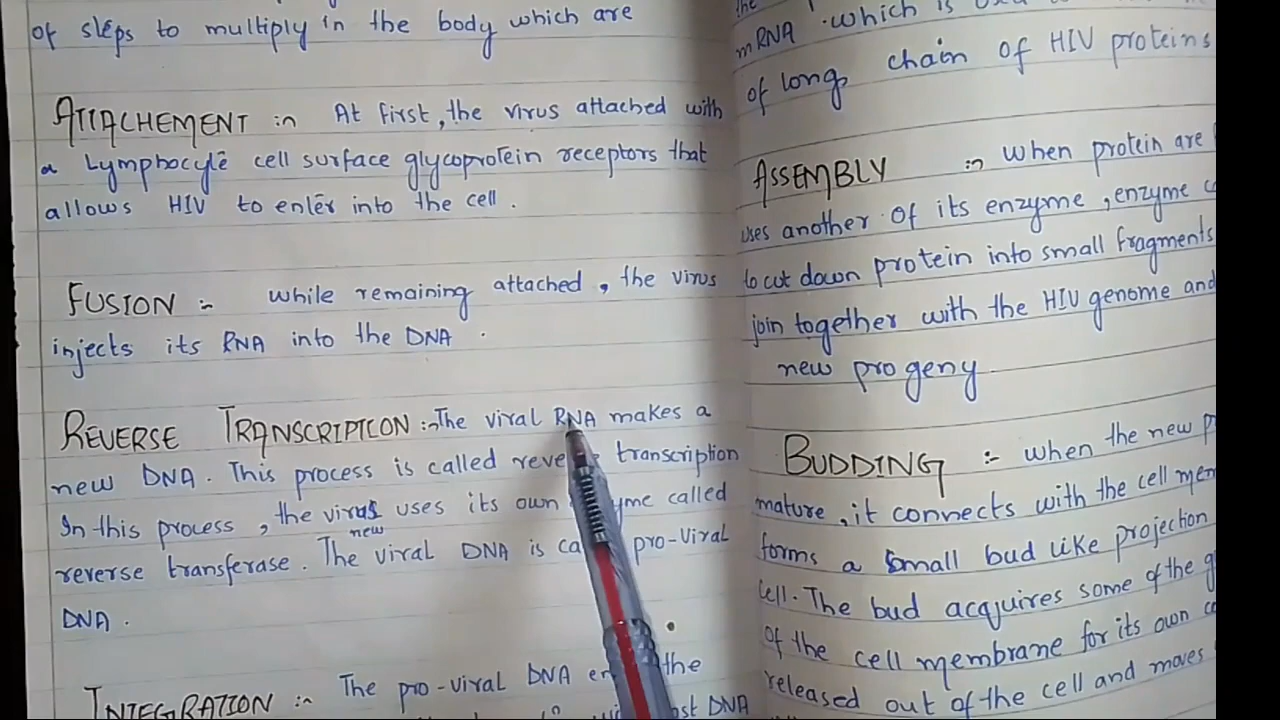 of steps to multiply in the body which are
ATTACHEMENT :- At first, the virus attached with
a Lymphocyte cell surface glycoprotein receptors that
allows HIV to enter into the cell.
FUSION :- while remaining attached, the virus
injects its RNA into the DNA.
REVERSE TRANSCRIPTION :- The viral RNA makes a
new DNA. This process is called transcription
In this process, the virus uses its own called
new
reverse transferase. The viral DNA is pro-viral
DNA.
INTEGRATION :- The pro-viral DNA the
DNA
the
mRNA which is
of long chain of HIV proteins
ASSEMBLY :- when protein are
uses another of its enzyme, enzyme
to cut down protein into small fragments
join together with the HIV genome and
new progeny
BUDDING :- when the new
mature, it connects with the cell
forms a small bud like projection
cell. The bud acquires some of the
of the cell membrane for its own
released out of the cell and moves